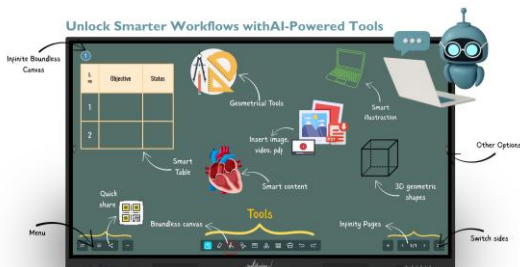 Unlock Smarter Workflows withAI-Powered Tools
Infinite Boundless
Canvas
1
S.
no
Objective
Status
1
2
Geometrical Tools
Smart
illustraction
Insert image,
video, pdf
Other Options
Smart
Table
Smart content
3D geometric
shapes
Quick
share
Boundless canvas
Tools
Infinity Pages
Menu
Switch sides